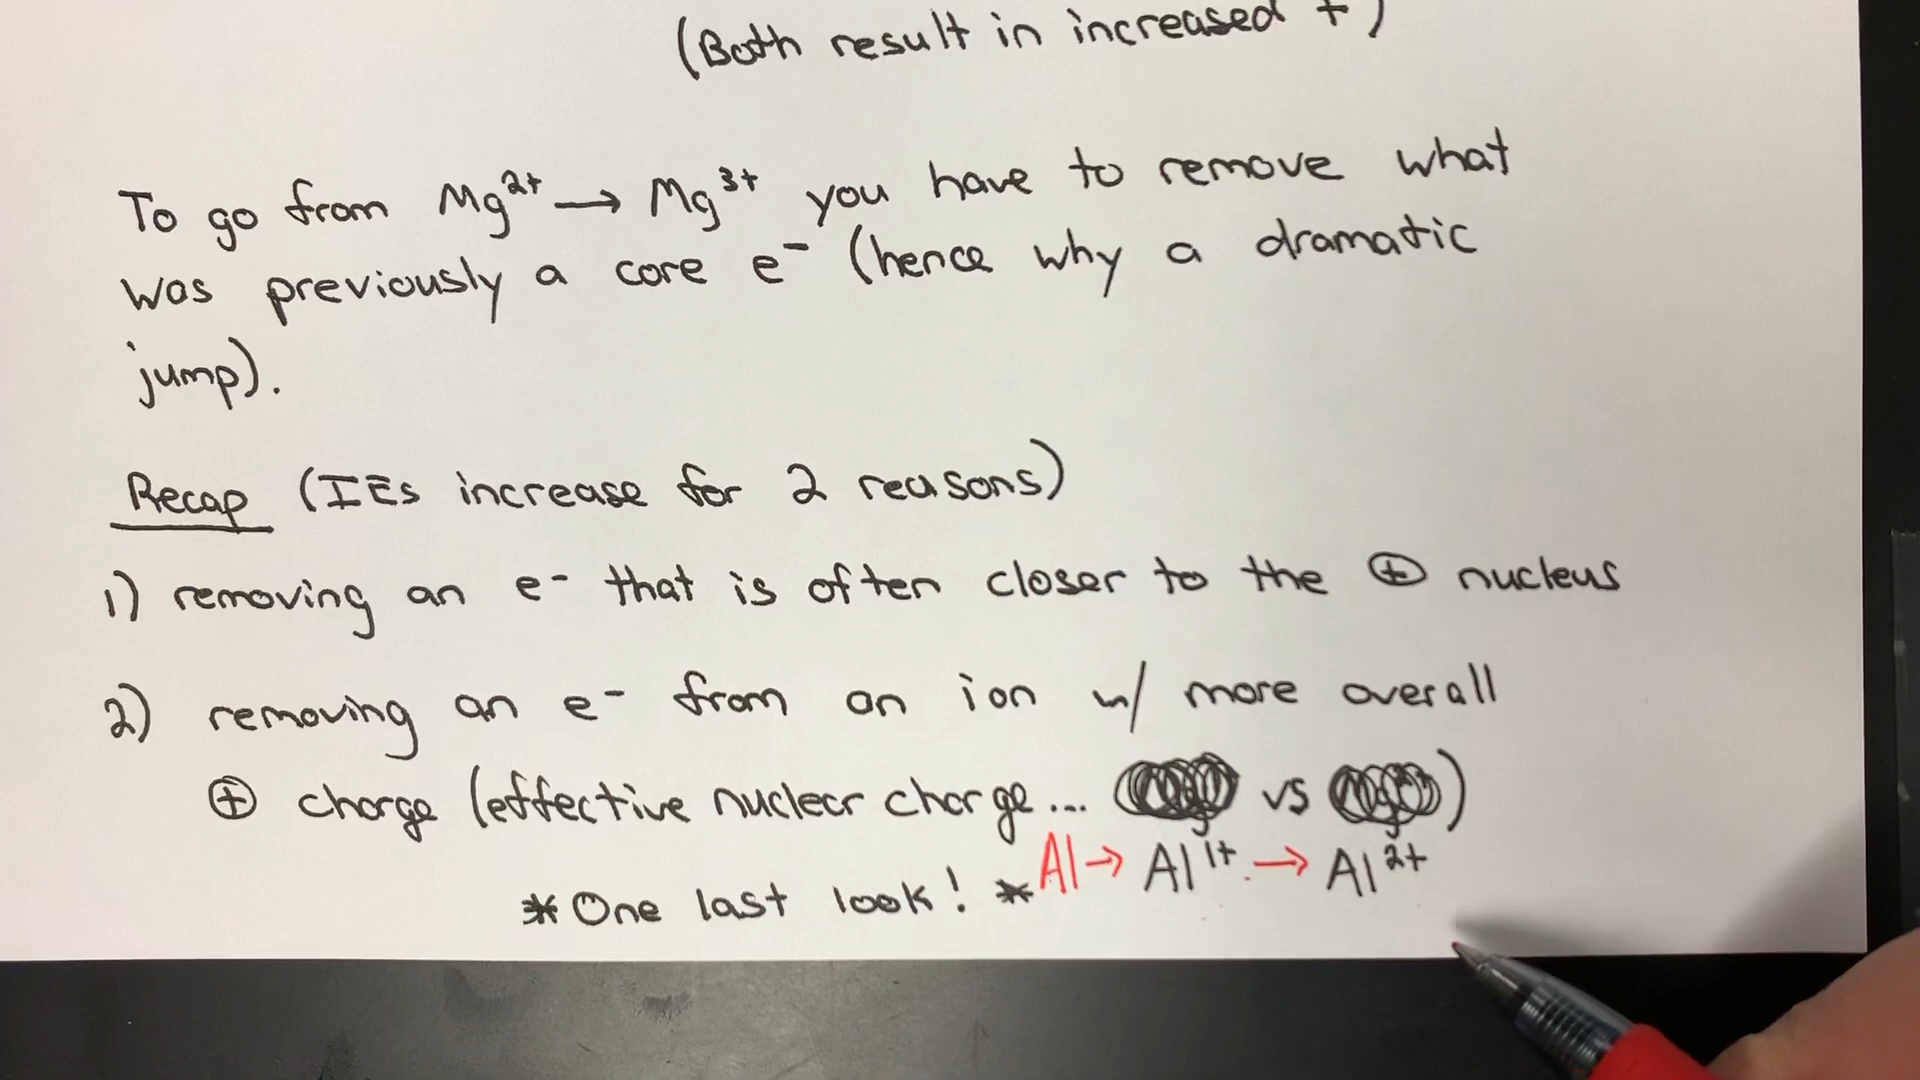 (Both result in increased +)
To go from Mg²⁺ → Mg³⁺ you have to remove what
was previously a core e⁻ (hence why a dramatic
jump).
Recap (IEs increase for 2 reasons)
1) removing an e⁻ that is often closer to the ⊕ nucleus
2) removing an e⁻ from an ion w/ more overall
⊕ charge (effective nuclear charge... vs )
Al → Al¹⁺ → Al²⁺
*One last look! *